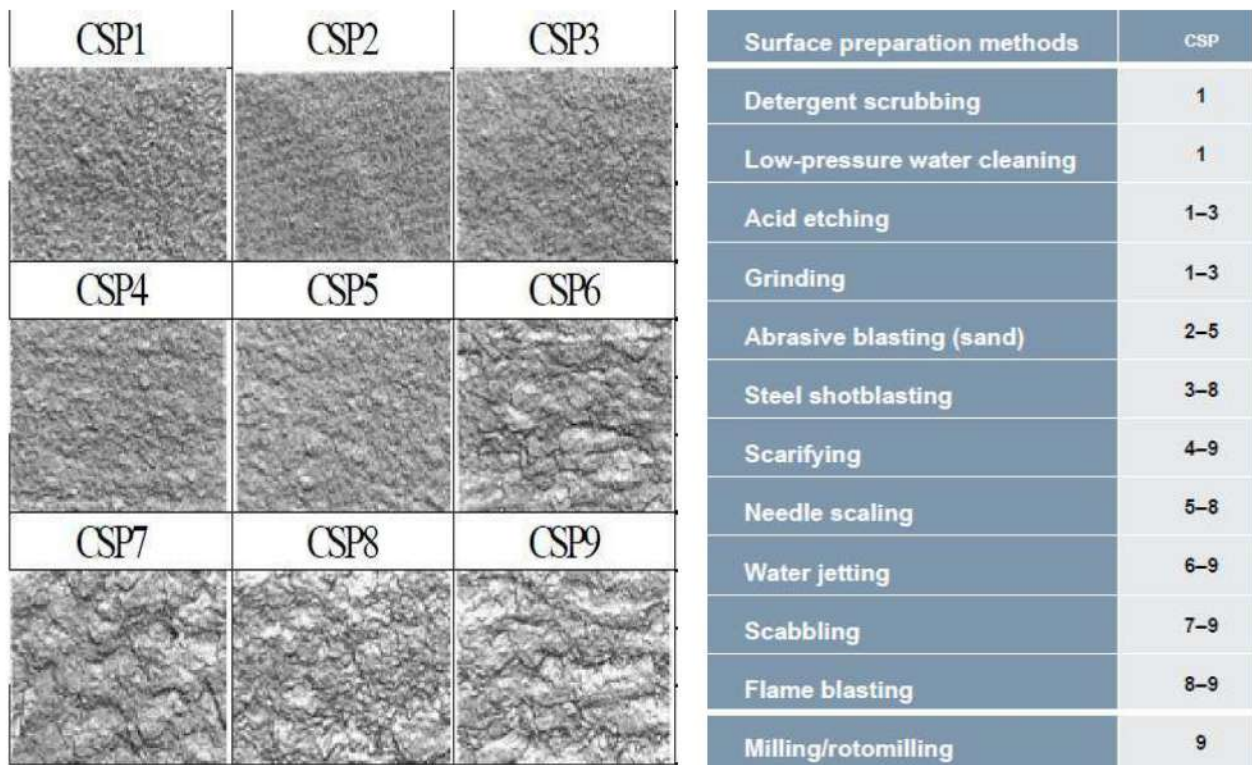 CSP1 CSP2 CSP3
CSP4 CSP5 CSP6
CSP7 CSP8 CSP9
Surface preparation methods CSP
Detergent scrubbing 1
Low-pressure water cleaning 1
Acid etching 1–3
Grinding 1–3
Abrasive blasting (sand) 2–5
Steel shotblasting 3–8
Scarifying 4–9
Needle scaling 5–8
Water jetting 6–9
Scabbling 7–9
Flame blasting 8–9
Milling/rotomilling 9